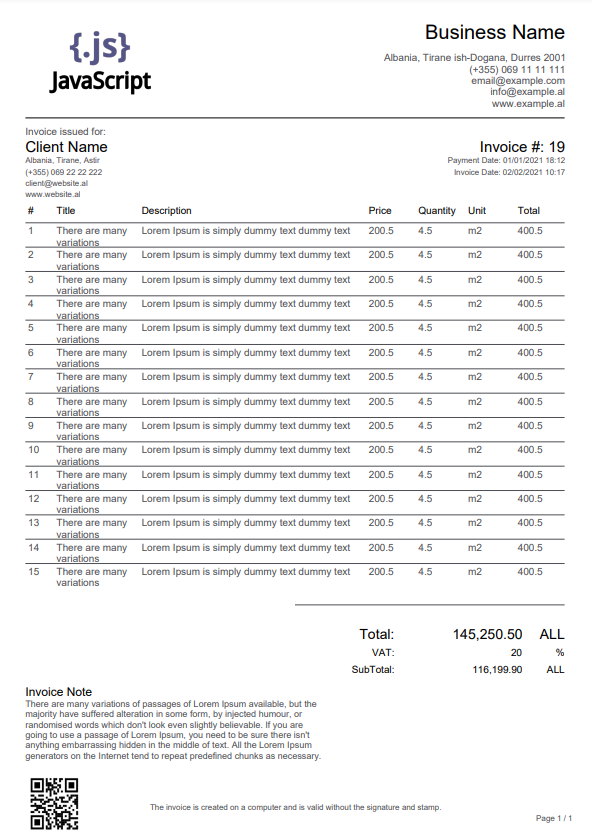 {.js}
JavaScript
Business Name
Albania, Tirane ish-Dogana, Durres 2001
(+355) 069 11 11 111
email@example.com
info@example.al
www.example.al
Invoice issued for:
Client Name
Albania, Tirane, Astir
(+355) 069 22 22 222
client@website.al
www.website.al
Invoice #: 19
Payment Date: 01/01/2021 18:12
Invoice Date: 02/02/2021 10:17
# Title Description Price Quantity Unit Total
1 There are many Lorem Ipsum is simply dummy text dummy text 200.5 4.5 m2 400.5
variations
2 There are many Lorem Ipsum is simply dummy text dummy text 200.5 4.5 m2 400.5
variations
3 There are many Lorem Ipsum is simply dummy text dummy text 200.5 4.5 m2 400.5
variations
4 There are many Lorem Ipsum is simply dummy text dummy text 200.5 4.5 m2 400.5
variations
5 There are many Lorem Ipsum is simply dummy text dummy text 200.5 4.5 m2 400.5
variations
6 There are many Lorem Ipsum is simply dummy text dummy text 200.5 4.5 m2 400.5
variations
7 There are many Lorem Ipsum is simply dummy text dummy text 200.5 4.5 m2 400.5
variations
8 There are many Lorem Ipsum is simply dummy text dummy text 200.5 4.5 m2 400.5
variations
9 There are many Lorem Ipsum is simply dummy text dummy text 200.5 4.5 m2 400.5
variations
10 There are many Lorem Ipsum is simply dummy text dummy text 200.5 4.5 m2 400.5
variations
11 There are many Lorem Ipsum is simply dummy text dummy text 200.5 4.5 m2 400.5
variations
12 There are many Lorem Ipsum is simply dummy text dummy text 200.5 4.5 m2 400.5
variations
13 There are many Lorem Ipsum is simply dummy text dummy text 200.5 4.5 m2 400.5
variations
14 There are many Lorem Ipsum is simply dummy text dummy text 200.5 4.5 m2 400.5
variations
15 There are many Lorem Ipsum is simply dummy text dummy text 200.5 4.5 m2 400.5
variations
Total: 145,250.50 ALL
VAT: 20 %
SubTotal: 116,199.90 ALL
Invoice Note
There are many variations of passages of Lorem Ipsum available, but the
majority have suffered alteration in some form, by injected humour, or
randomised words which don't look even slightly believable. If you are
going to use a passage of Lorem Ipsum, you need to be sure there isn't
anything embarrassing hidden in the middle of text. All the Lorem Ipsum
generators on the Internet tend to repeat predefined chunks as necessary.
The invoice is created on a computer and is valid without the signature and stamp.
Page 1 / 1